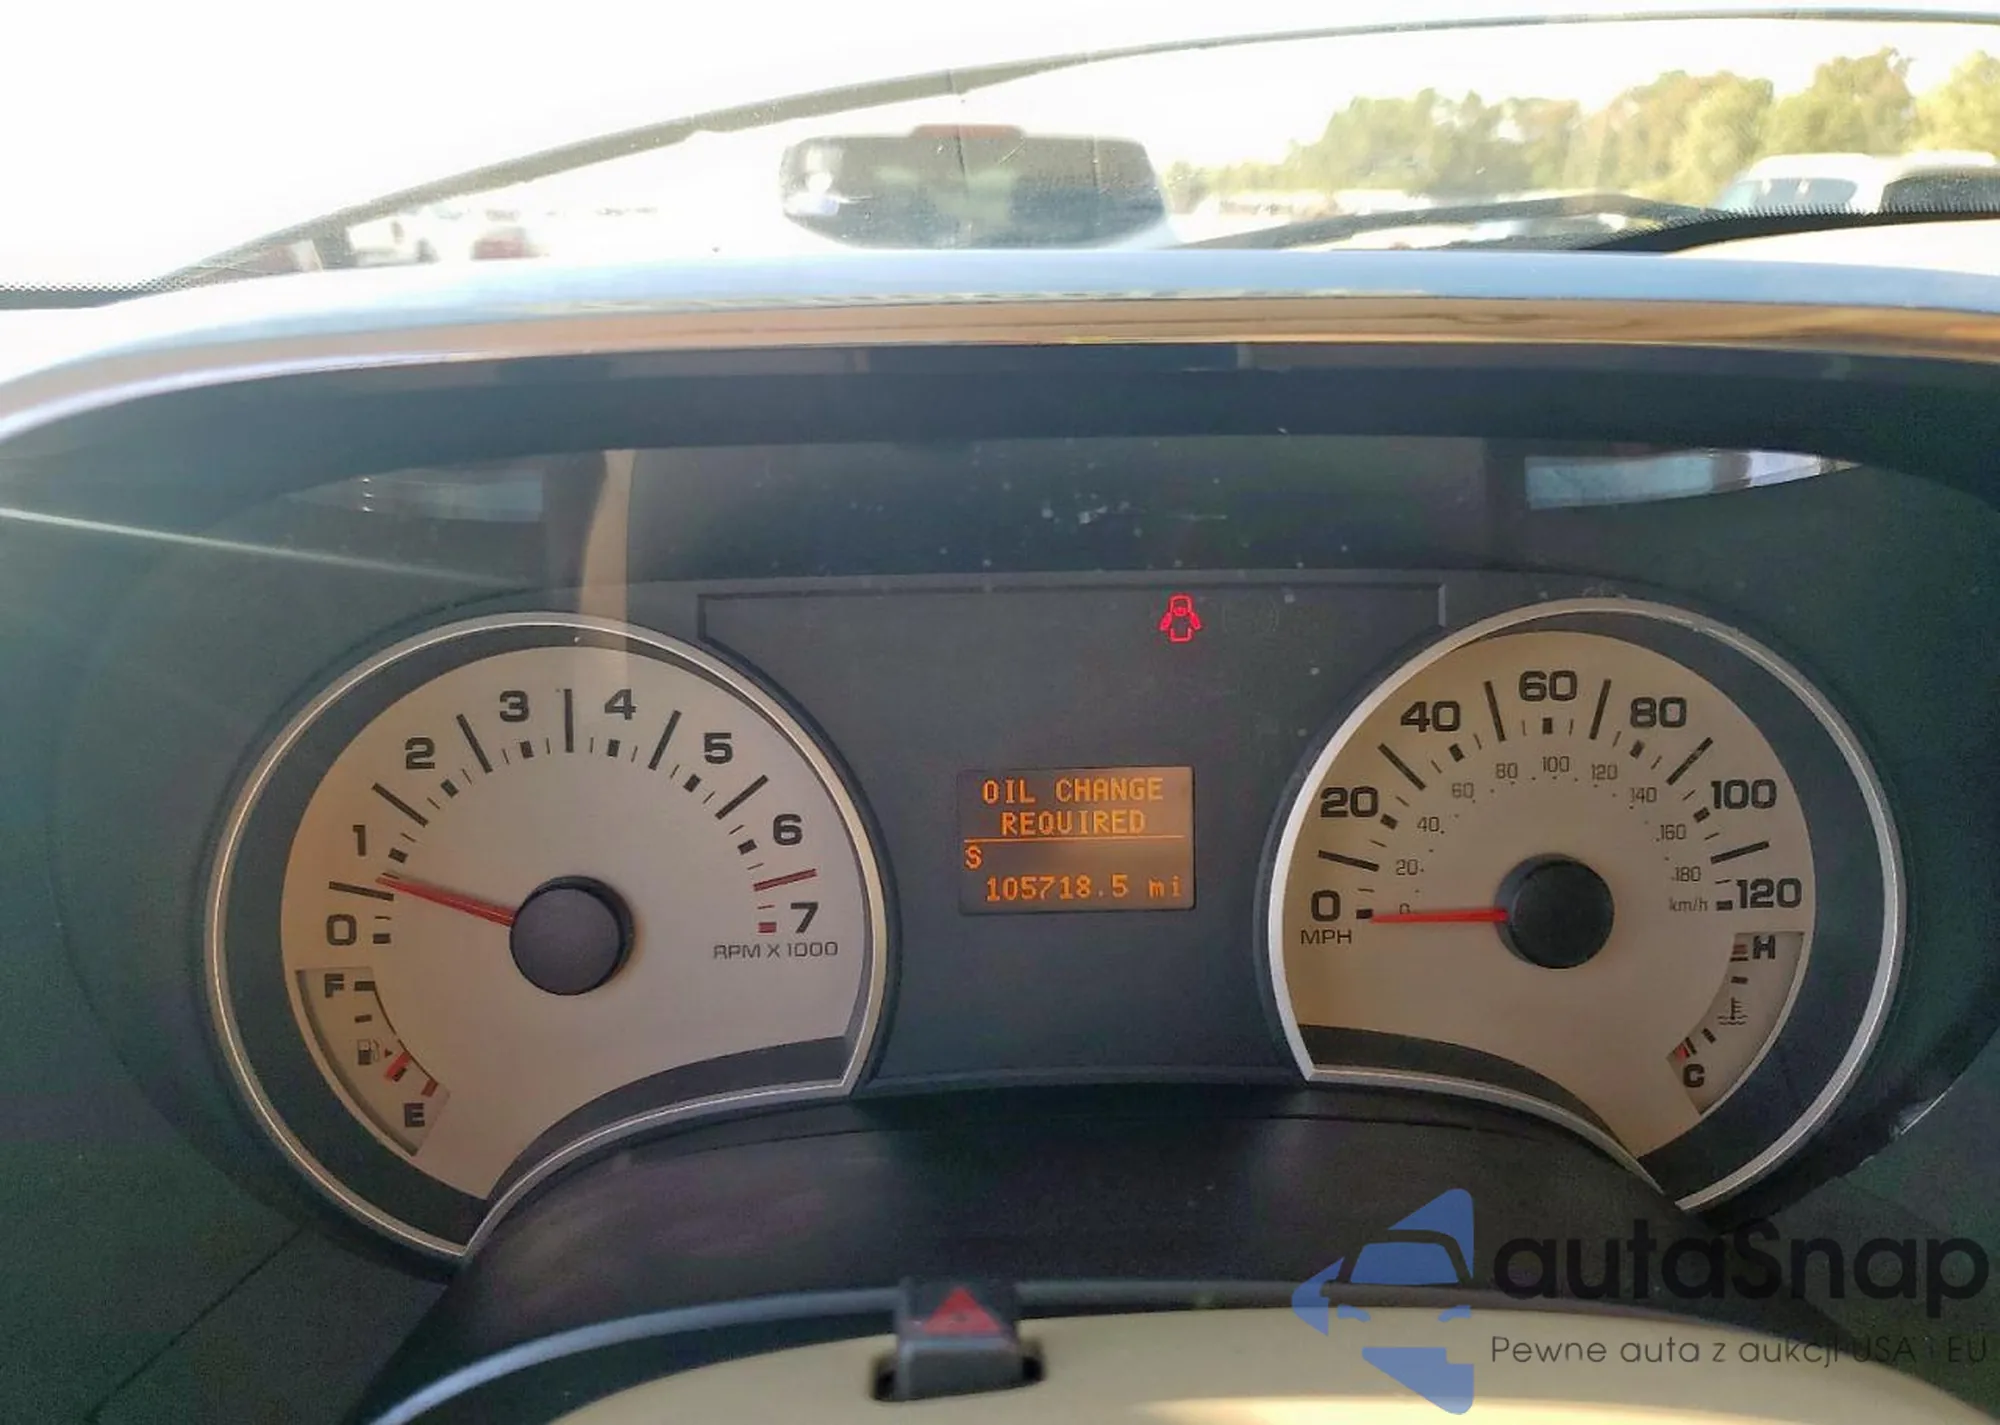 OIL CHANGE
REQUIRED
S
105718.5 mi
0 1 2 3 4 5 6 7
RPM X 1000
F
E
0 20 40 60 80 100 120
MPH
0 20 40 60 80 100 120 140 160 180
km/h
H
C
autaSnap
Pewne auta z aukcji USA i EU